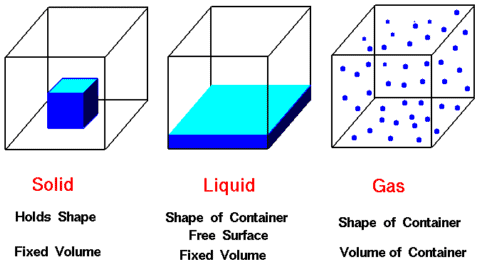 Solid
Holds Shape
Fixed Volume
Liquid
Shape of Container
Free Surface
Fixed Volume
Gas
Shape of Container
Volume of Container